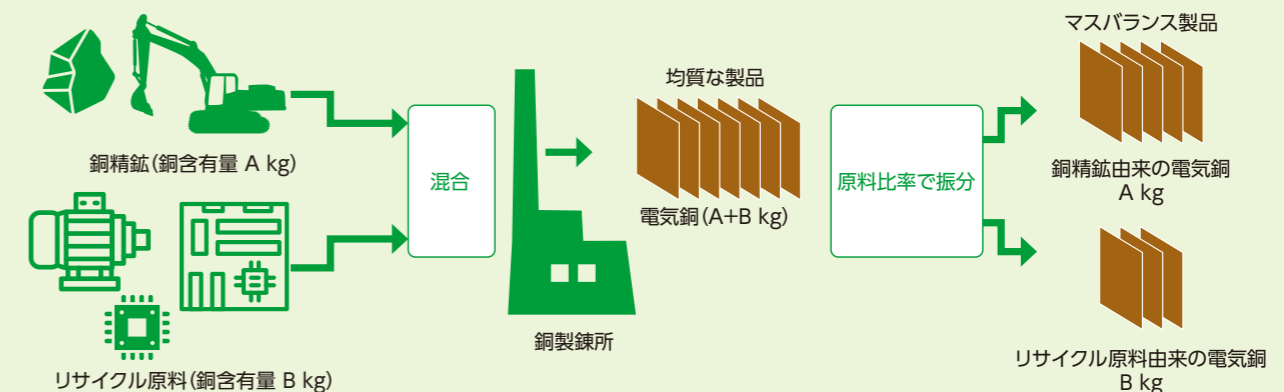 銅精鉱(銅含有量 A kg)
リサイクル原料(銅含有量 B kg)
混合
銅製錬所
均質な製品
電気銅(A+B kg)
原料比率で振分
マスバランス製品
銅精鉱由来の電気銅
A kg
リサイクル原料由来の電気銅
B kg